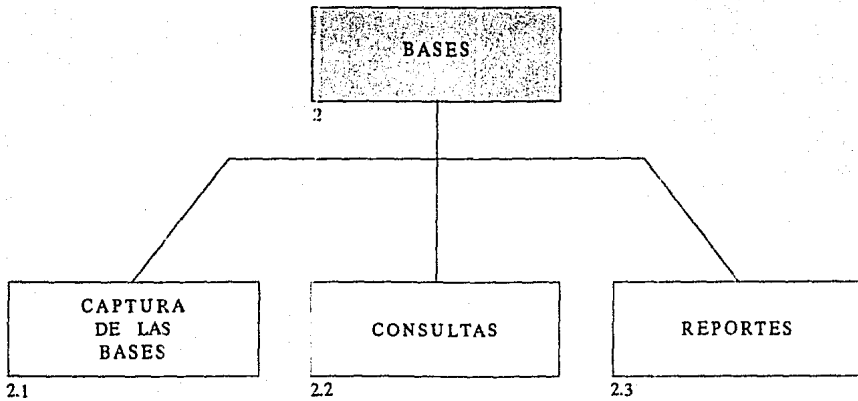 BASES
2
CAPTURA
DE LAS
BASES
2.1
CONSULTAS
2.2
REPORTES
2.3